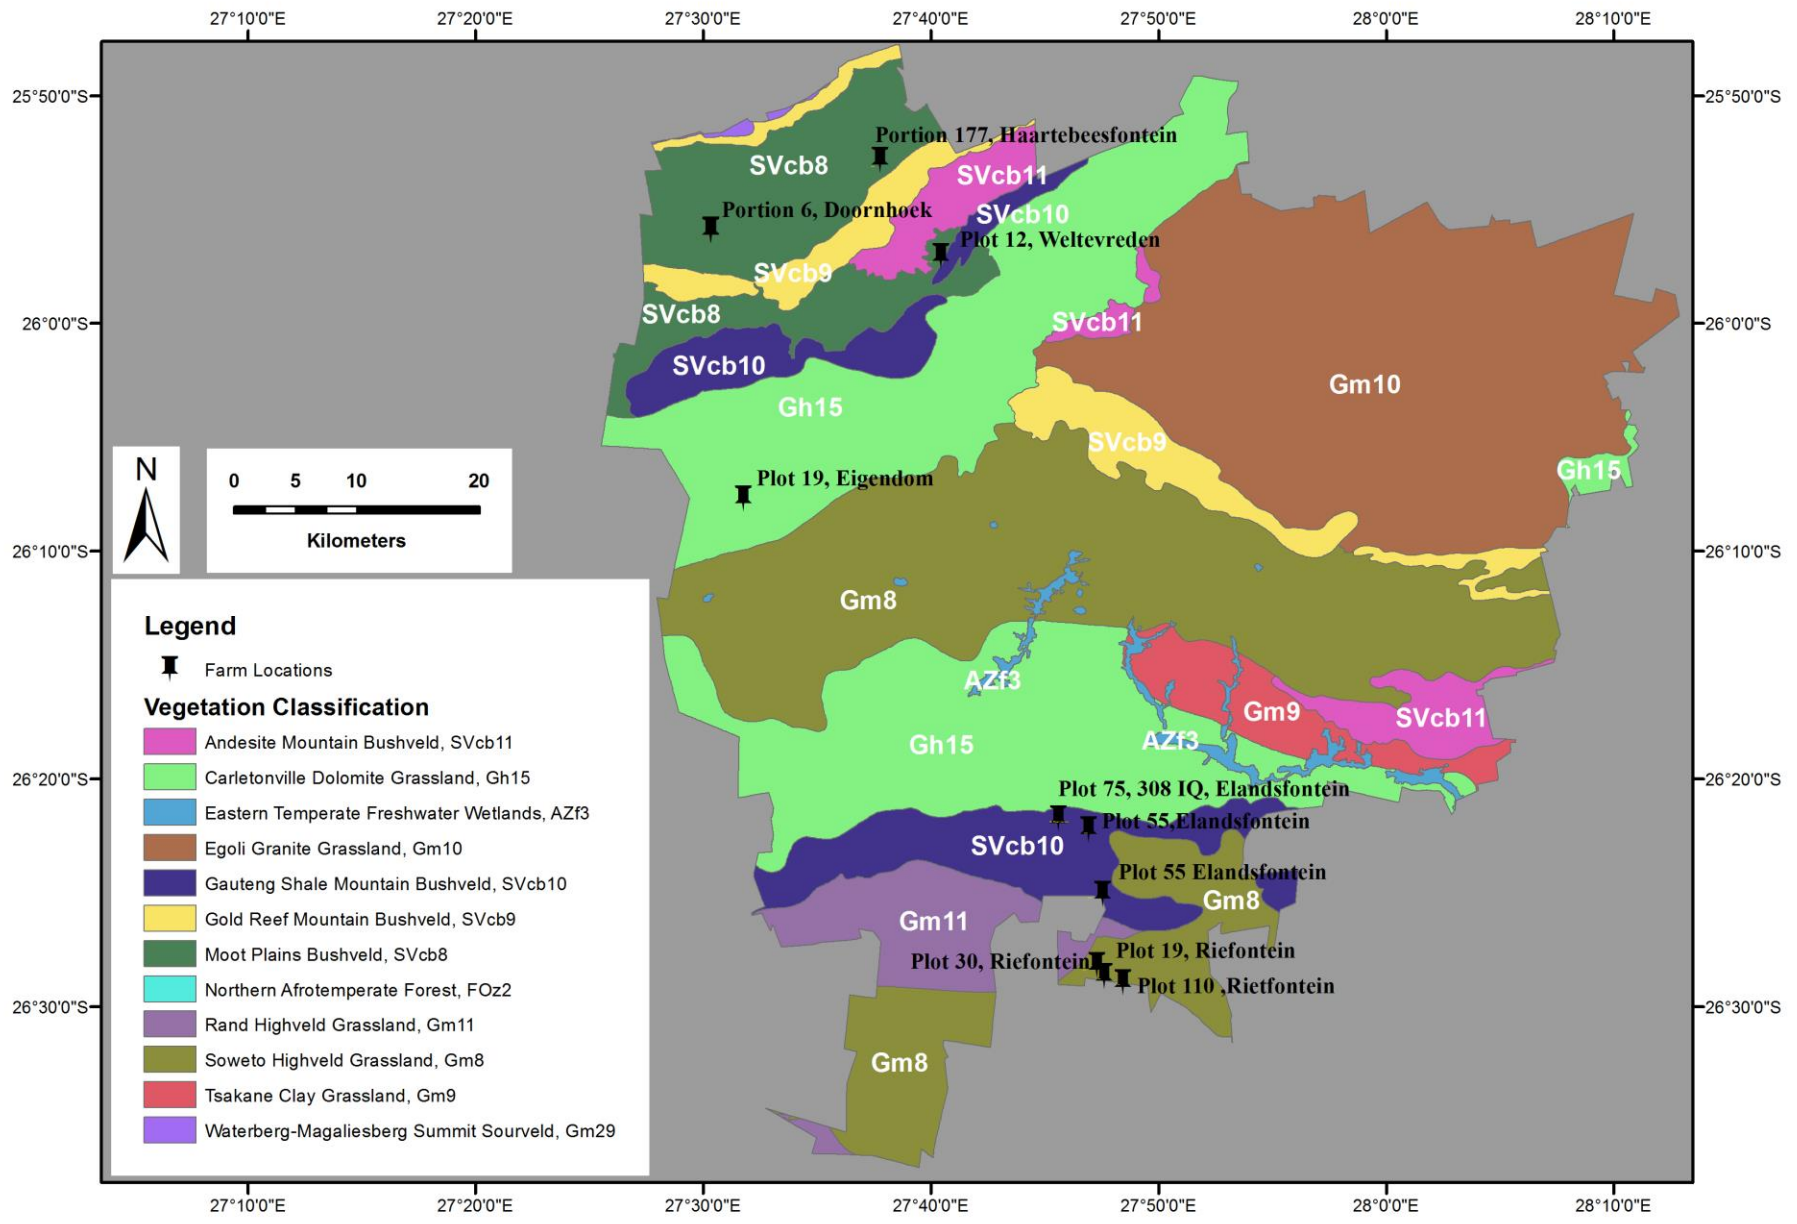 27°10'0"E 27°20'0"E 27°30'0"E 27°40'0"E 27°50'0"E 28°0'0"E 28°10'0"E
25°50'0"S 25°50'0"S
Portion 177, Haartebeesfontein
SVcb8
SVcb11
Portion 6, Doornhoek
SVcb10
Plot 12, Weltevreden
SVcb9
SVcb8
26°0'0"S 26°0'0"S
SVcb11
SVcb10
Gm10
Gh15
SVcb9
Gh15
Plot 19, Eigendom
N
0 5 10 20
Kilometers
26°10'0"S 26°10'0"S
Gm8
AZf3
Gm9
SVcb11
AZf3
Gh15
26°20'0"S 26°20'0"S
Plot 75, 308 IQ, Elandsfontein
Plot 55,Elandsfontein
SVcb10
Plot 55 Elandsfontein
Gm8
Gm11
Plot 19, Riefontein
Plot 30, Riefontein
Plot 110 ,Rietfontein
26°30'0"S 26°30'0"S
Gm8
Legend
Farm Locations
Vegetation Classification
Andesite Mountain Bushveld, SVcb11
Carletonville Dolomite Grassland, Gh15
Eastern Temperate Freshwater Wetlands, AZf3
Egoli Granite Grassland, Gm10
Gauteng Shale Mountain Bushveld, SVcb10
Gold Reef Mountain Bushveld, SVcb9
Moot Plains Bushveld, SVcb8
Northern Afrotemperate Forest, FOz2
Rand Highveld Grassland, Gm11
Soweto Highveld Grassland, Gm8
Tsakane Clay Grassland, Gm9
Waterberg-Magaliesberg Summit Sourveld, Gm29
27°10'0"E 27°20'0"E 27°30'0"E 27°40'0"E 27°50'0"E 28°0'0"E 28°10'0"E